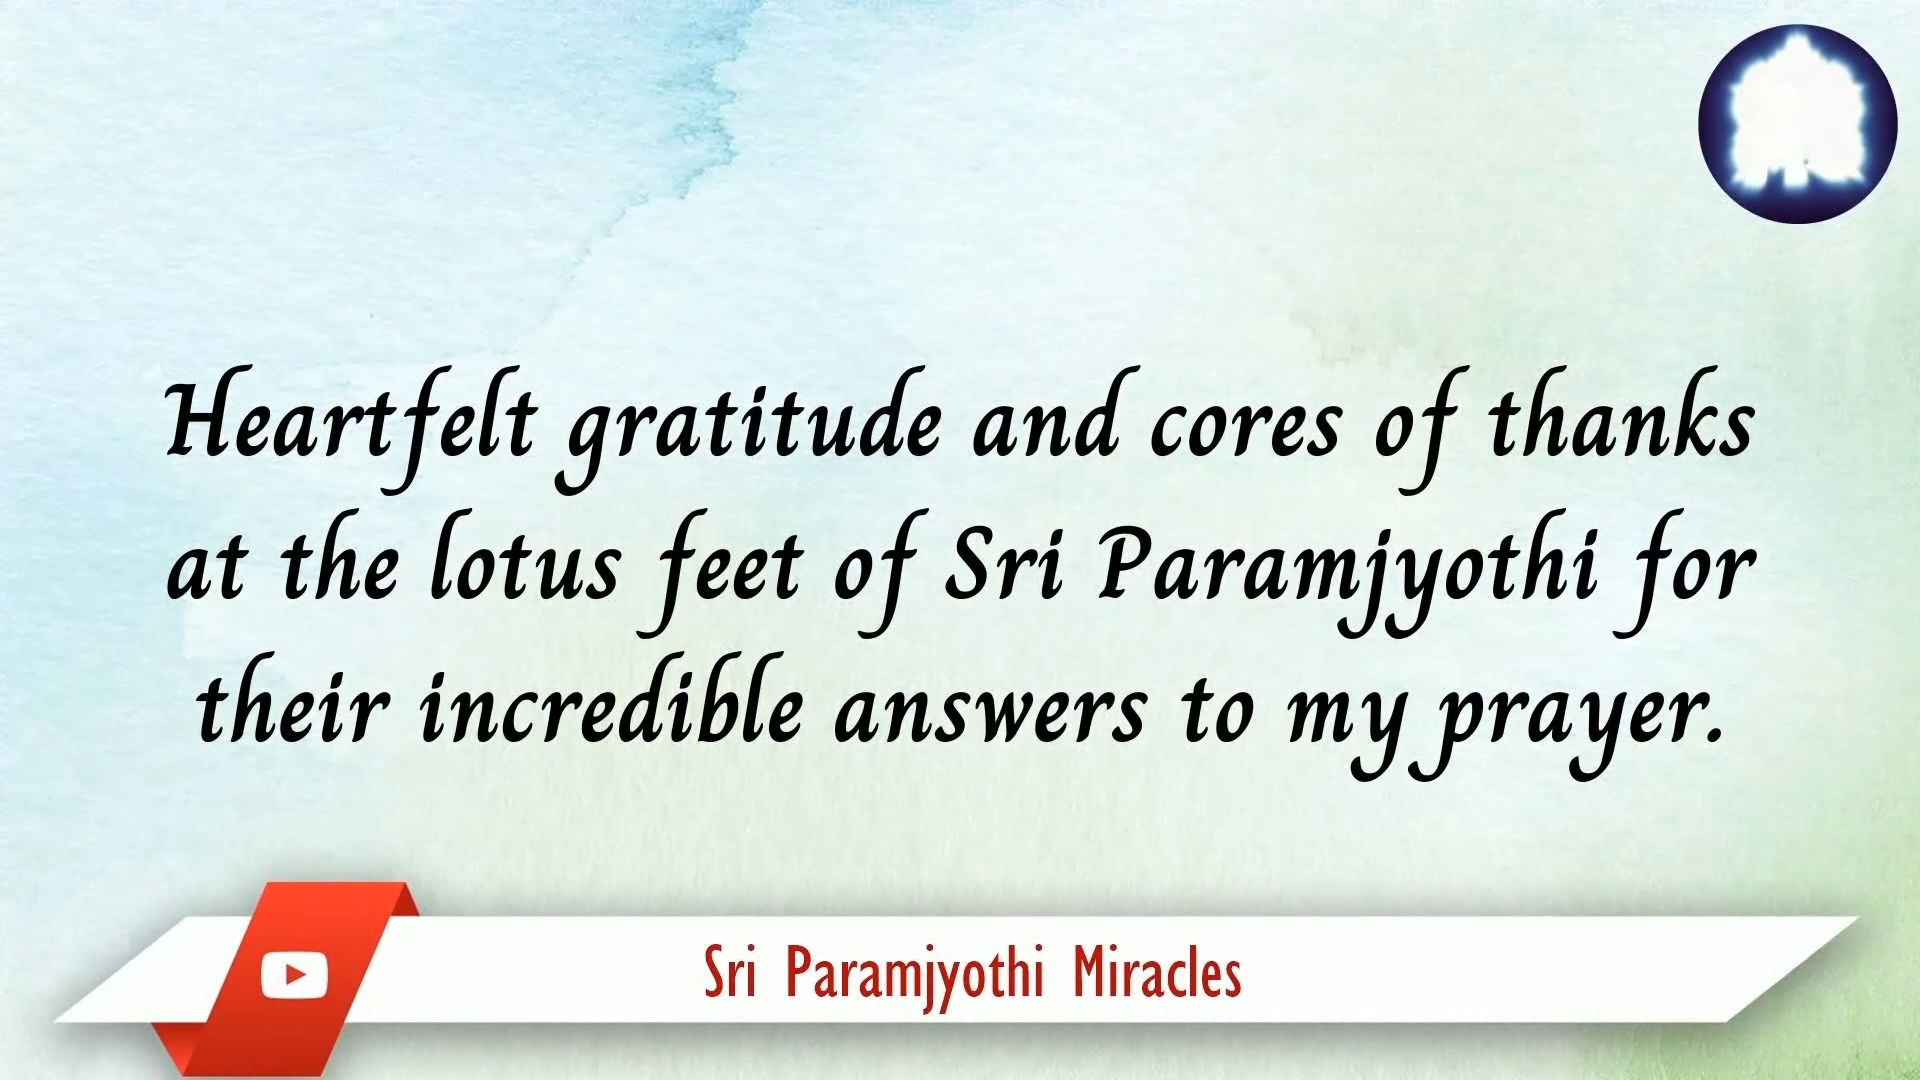 Heartfelt gratitude and cores of thanks
at the lotus feet of Sri Paramjyothi for
their incredible answers to my prayer.
Sri Paramjyothi Miracles